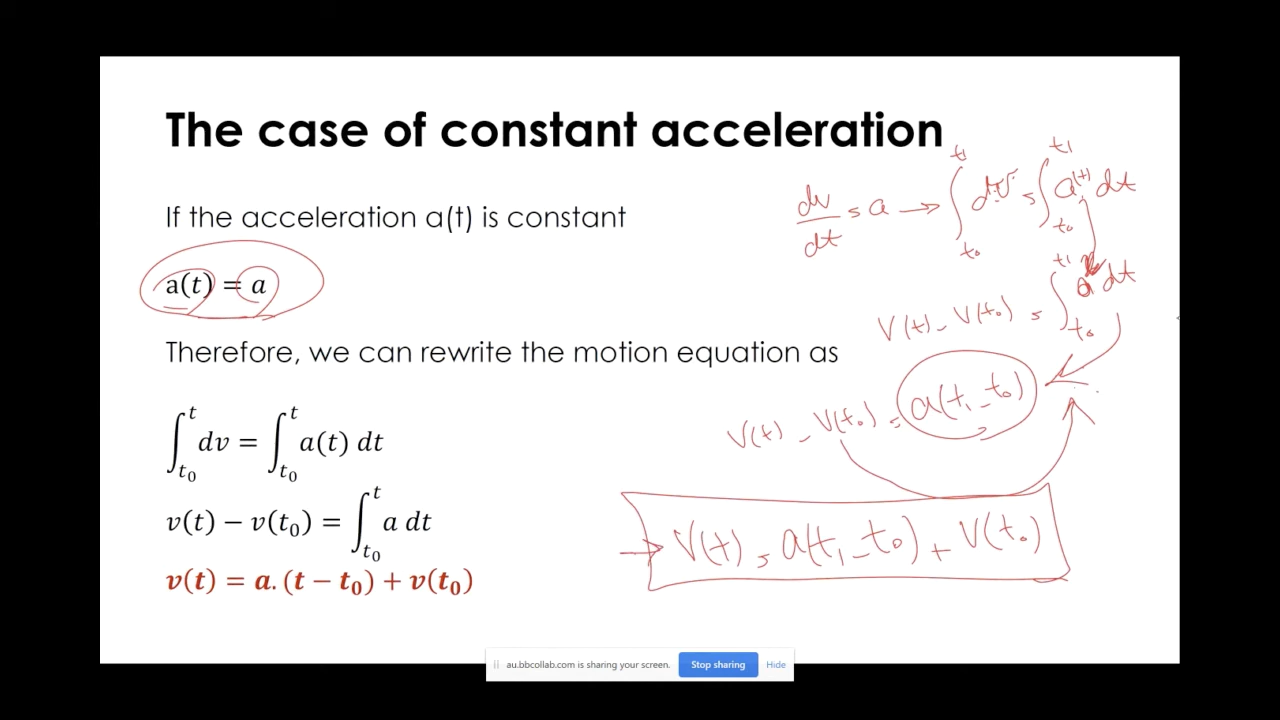 The case of constant acceleration
If the acceleration a(t) is constant
a(t) = a
Therefore, we can rewrite the motion equation as
∫_{t₀}^{t} dv = ∫_{t₀}^{t} a(t) dt
v(t) − v(t₀) = ∫_{t₀}^{t} a dt
v(t) = a. (t − t₀) + v(t₀)
dv/dt = a → ∫_{t₀}^{t₁} dv = ∫_{t₀}^{t₁} a(t) dt
V(t) - V(t₀) = ∫_{t₀}^{t₁} a dt
V(t) - V(t₀) = a(t₁ - t₀)
→ V(t) = a(t₁ - t₀) + V(t₀)
au.bbcollab.com is sharing your screen. Stop sharing Hide